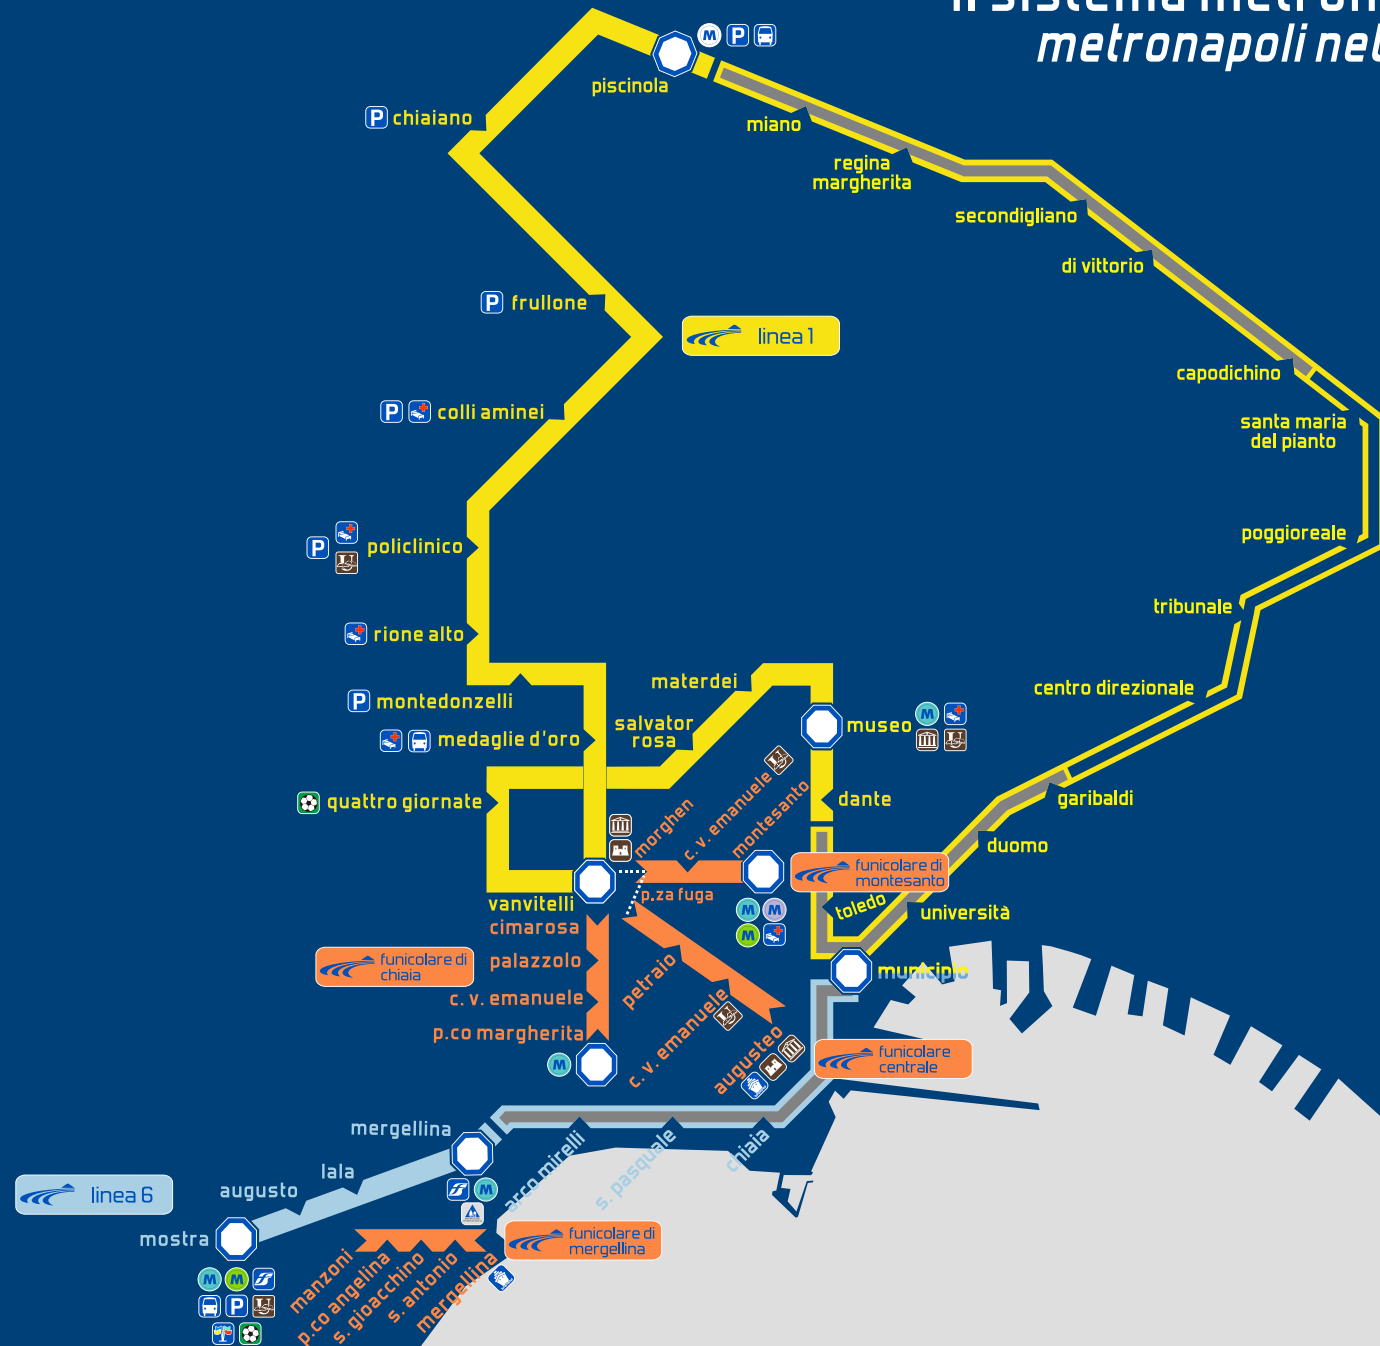 il sistema metron
metronapoli nel
M P
piscinola
P chiaiano
miano
regina
margherita
secondigliano
di vittorio
P frullone
linea 1
capodichino
P colli aminei
santa maria
del pianto
P policlinico
poggioreale
tribunale
rione alto
materdei
centro direzionale
P montedonzelli
salvator
rosa
museo M
medaglie d'oro
quattro giornate
dante
garibaldi
morghen
c. v. emanuele
montesanto
duomo
funicolare di
montesanto
p.za fuga
vanvitelli
toledo
università
M M
M
cimarosa
funicolare di
chiaia
palazzolo
municipio
municipio
c. v. emanuele
petraio
p.co margherita
c. v. emanuele
augusteo
funicolare
centrale
M
mergellina
arco mirelli
s. pasquale
chiaia
lala
augusto
linea 6
M
mostra
funicolare di
mergellina
manzoni
p.co angelina
s. gioacchino
s. antonio
mergellina
M M
P